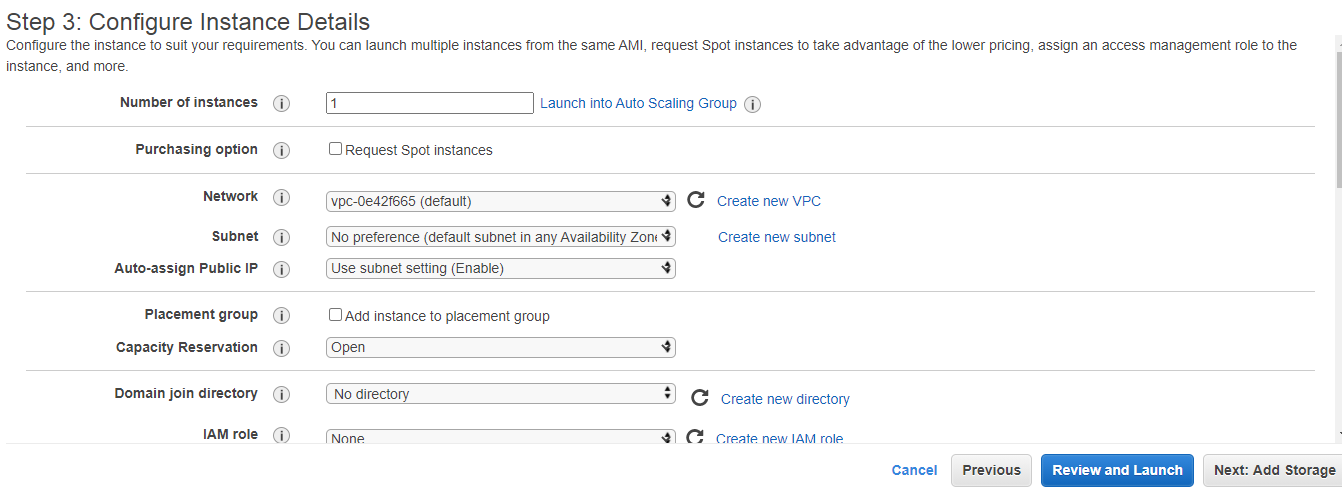 Step 3: Configure Instance Details
Configure the instance to suit your requirements. You can launch multiple instances from the same AMI, request Spot instances to take advantage of the lower pricing, assign an access management role to the
instance, and more.
Number of instances i 1 Launch into Auto Scaling Group i
Purchasing option i Request Spot instances
Network i vpc-0e42f665 (default) Create new VPC
Subnet i No preference (default subnet in any Availability Zone Create new subnet
Auto-assign Public IP i Use subnet setting (Enable)
Placement group i Add instance to placement group
Capacity Reservation i Open
Domain join directory i No directory Create new directory
IAM role i None Create new IAM role
Cancel Previous Review and Launch Next: Add Storage